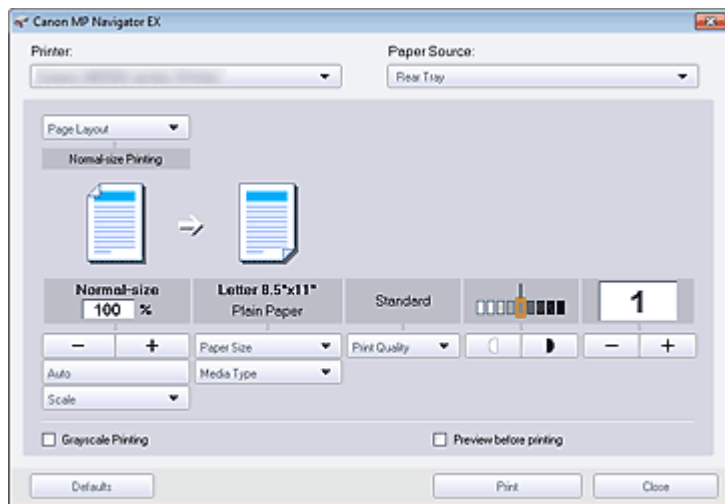 Canon MP Navigator EX
Printer:
Paper Source:
Rear Tray
Page Layout
Normal-size Printing
Normal-size
100 %
Letter 8.5"x11"
Plain Paper
Standard
1
Paper Size
Print Quality
Auto
Media Type
Scale
Grayscale Printing
Preview before printing
Defaults
Print
Close